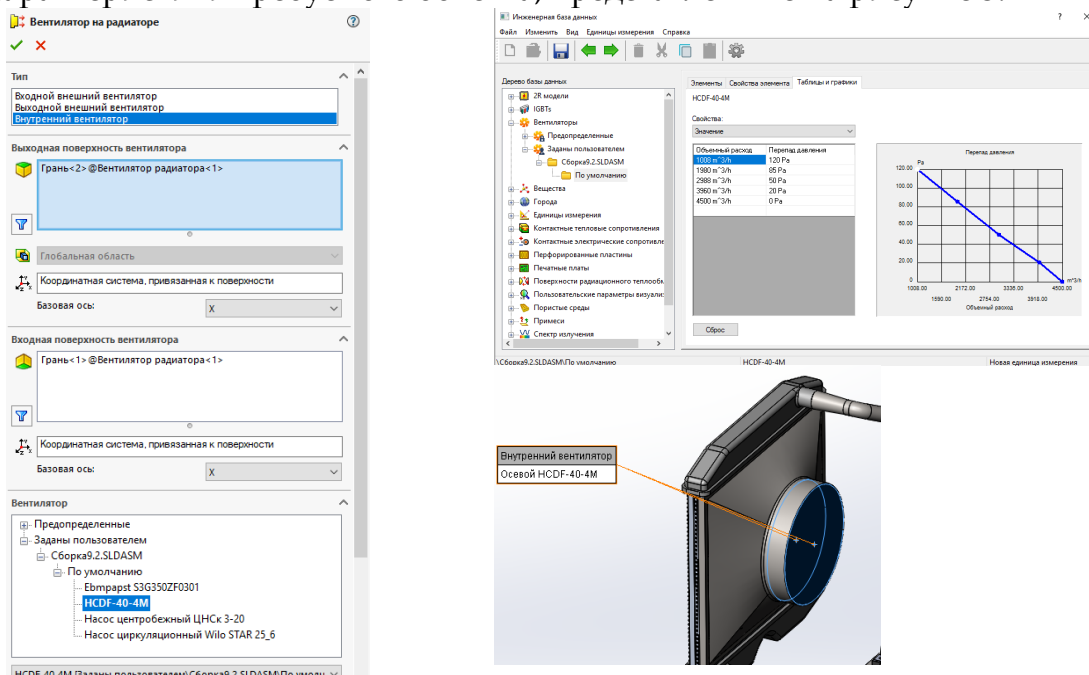 Вентилятор на радиаторе
Тип
Входной внешний вентилятор
Выходной внешний вентилятор
Внутренний вентилятор
Выходная поверхность вентилятора
Грань<2>@Вентилятор радиатора<1>
Глобальная область
Координатная система, привязанная к поверхности
Базовая ось:
X
Входная поверхность вентилятора
Грань<1>@Вентилятор радиатора<1>
Координатная система, привязанная к поверхности
Базовая ось:
X
Вентилятор
Предопределенные
Заданы пользователем
Сборка9.2.SLDASM
По умолчанию
Ebmpapst S3G350ZF0301
HCDF-40-4M
Насос центробежный ЦНСк 3-20
Насос циркуляционный Wilo STAR 25_6
Инженерная база данных
? ×
Файл Изменить Вид Единицы измерения Справка
Дерево базы данных
2R модели
IGBTs
Вентиляторы
Предопределенные
Заданы пользователем
Сборка9.2.SLDASM
По умолчанию
Вещества
Города
Единицы измерения
Контактные тепловые сопротивления
Контактные электрические сопротивле
Перфорированные пластины
Печатные платы
Поверхности радиационного теплообм
Пользовательские параметры визуализ
Пористые среды
Примеси
Спектр излучения
Элементы Свойства элемента Таблицы и графики
HCDF-40-4M
Свойства:
Значение
Объемный расход Перепад давления
1008 m^3/h 120 Pa
1980 m^3/h 85 Pa
2988 m^3/h 50 Pa
3960 m^3/h 20 Pa
4500 m^3/h 0 Pa
Сброс
Перепад давления
Pa
120.00
100.00
80.00
60.00
40.00
20.00
0
m^3/h
1008.00 2172.00 3336.00 4500.00
1590.00 2754.00 3918.00
Объемный расход
\Сборка9.2.SLDASM\По умолчанию HCDF-40-4M Новая единица измерения
Внутренний вентилятор
Осевой HCDF-40-4M